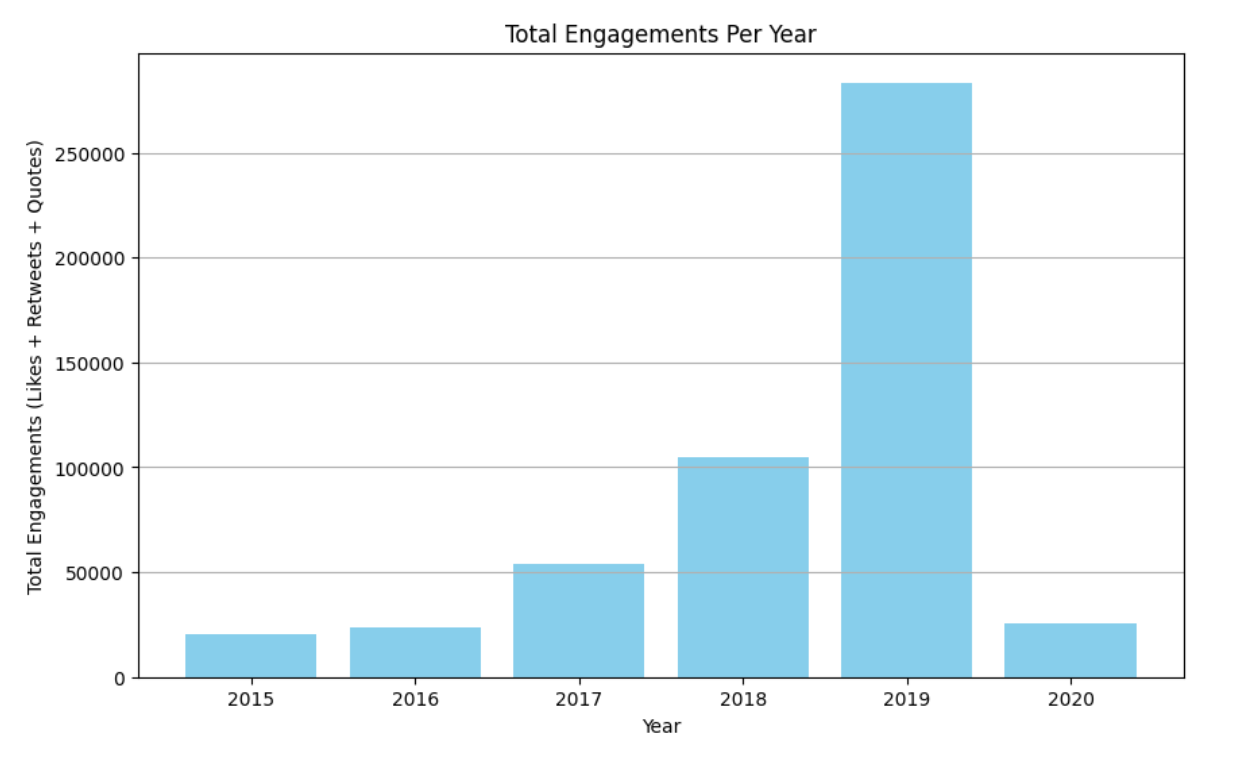 Total Engagements Per Year
Total Engagements (Likes + Retweets + Quotes)
250000
200000
150000
100000
50000
0
2015 2016 2017 2018 2019 2020
Year